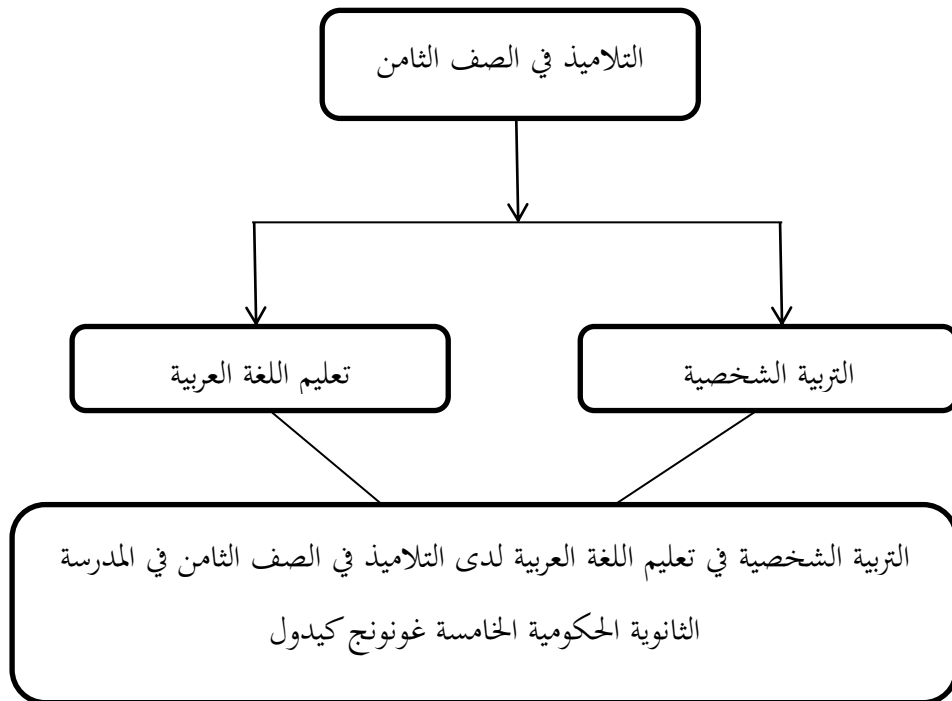 التلاميذ في الصف الثامن
التربية الشخصية
تعليم اللغة العربية
التربية الشخصية في تعليم اللغة العربية لدى التلاميذ في الصف الثامن في المدرسة
الثانوية الحكومية الخامسة غونونج كيدول